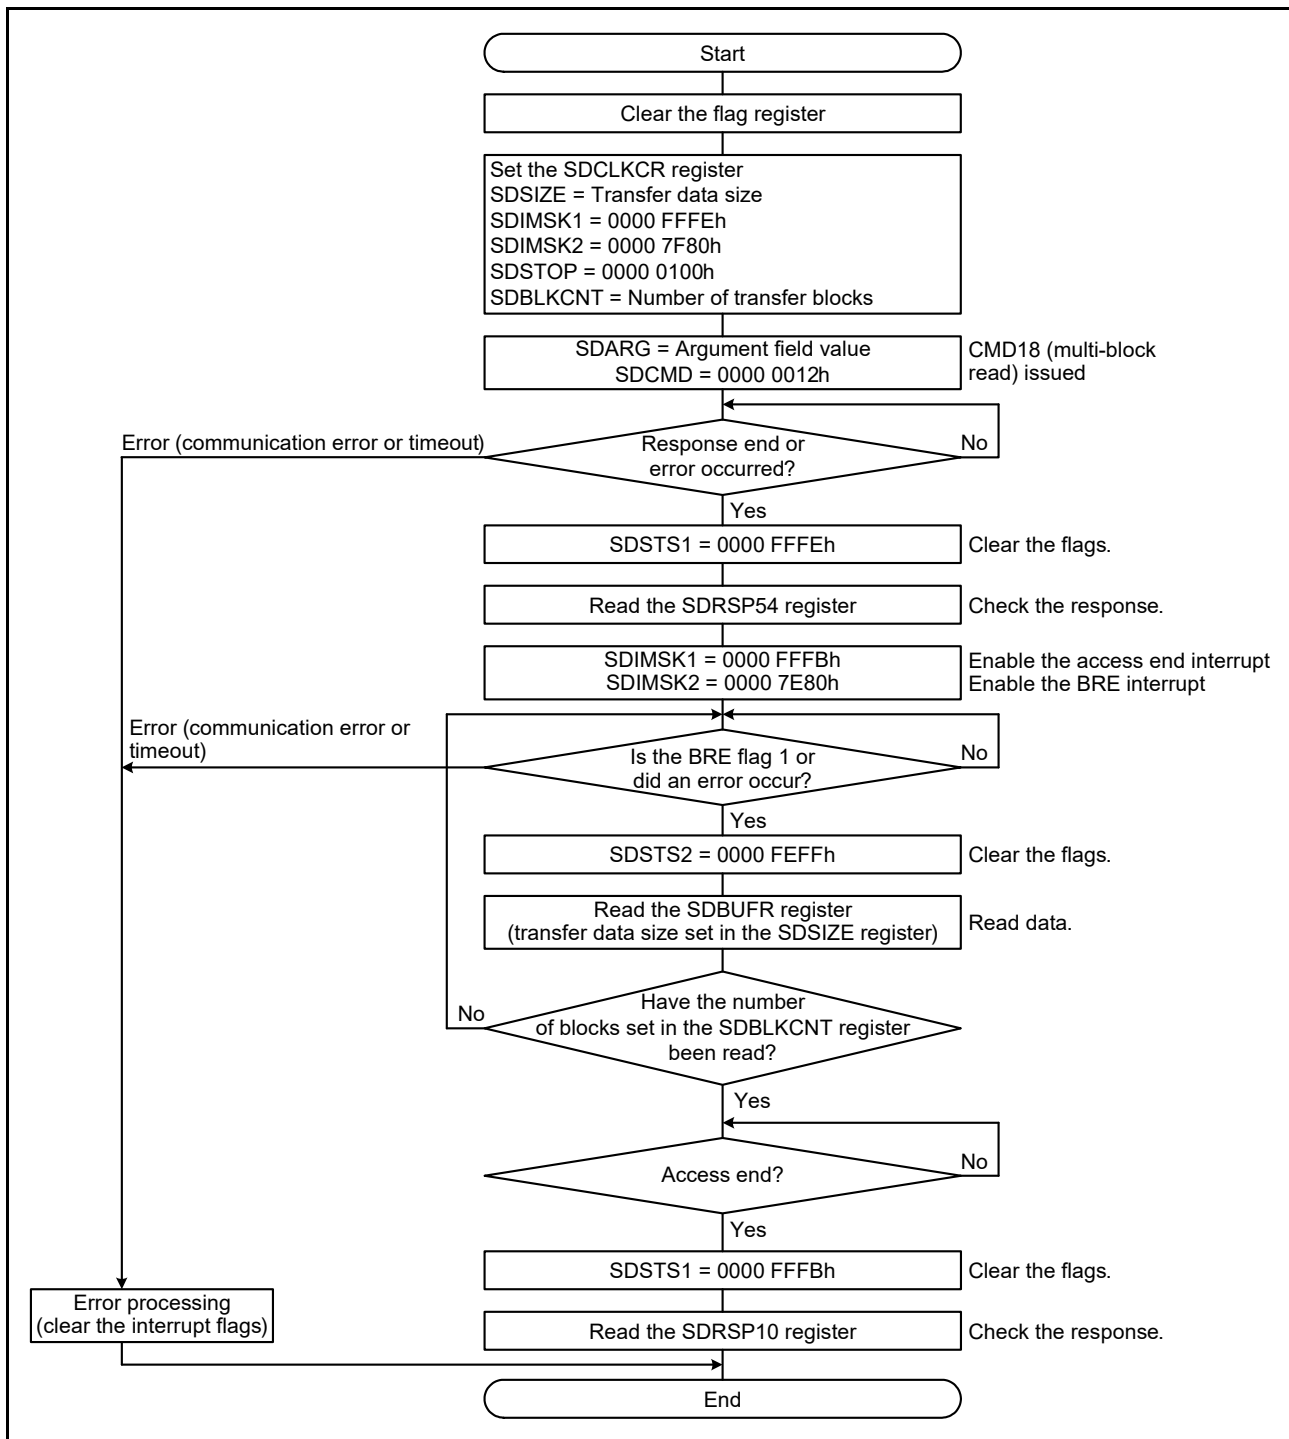 Start
Clear the flag register
Set the SDCLKCR register
SDSIZE = Transfer data size
SDIMSK1 = 0000 FFFEh
SDIMSK2 = 0000 7F80h
SDSTOP = 0000 0100h
SDBLKCNT = Number of transfer blocks
SDARG = Argument field value
SDCMD = 0000 0012h
CMD18 (multi-block
read) issued
Error (communication error or timeout)
Response end or
error occurred?
No
Yes
SDSTS1 = 0000 FFFEh
Clear the flags.
Read the SDRSP54 register
Check the response.
SDIMSK1 = 0000 FFFBh
SDIMSK2 = 0000 7E80h
Enable the access end interrupt
Enable the BRE interrupt
Error (communication error or
timeout)
Is the BRE flag 1 or
did an error occur?
No
Yes
SDSTS2 = 0000 FEFFh
Clear the flags.
Read the SDBUFR register
(transfer data size set in the SDSIZE register)
Read data.
Have the number
of blocks set in the SDBLKCNT register
been read?
No
Yes
Access end?
No
Yes
SDSTS1 = 0000 FFFBh
Clear the flags.
Error processing
(clear the interrupt flags)
Read the SDRSP10 register
Check the response.
End